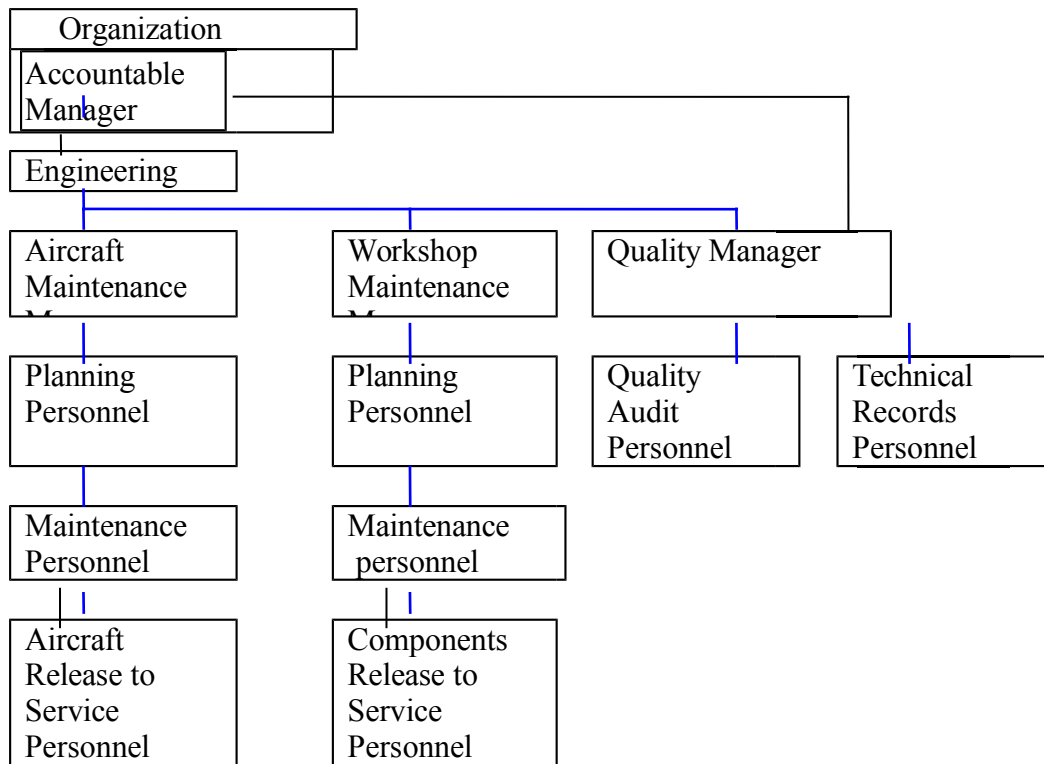 Organization
Accountable
Manager
Engineering
Aircraft
Maintenance
Workshop
Maintenance
Quality Manager
Planning
Personnel
Planning
Personnel
Quality
Audit
Personnel
Technical
Records
Personnel
Maintenance
Personnel
Maintenance
personnel
Aircraft
Release to
Service
Personnel
Components
Release to
Service
Personnel